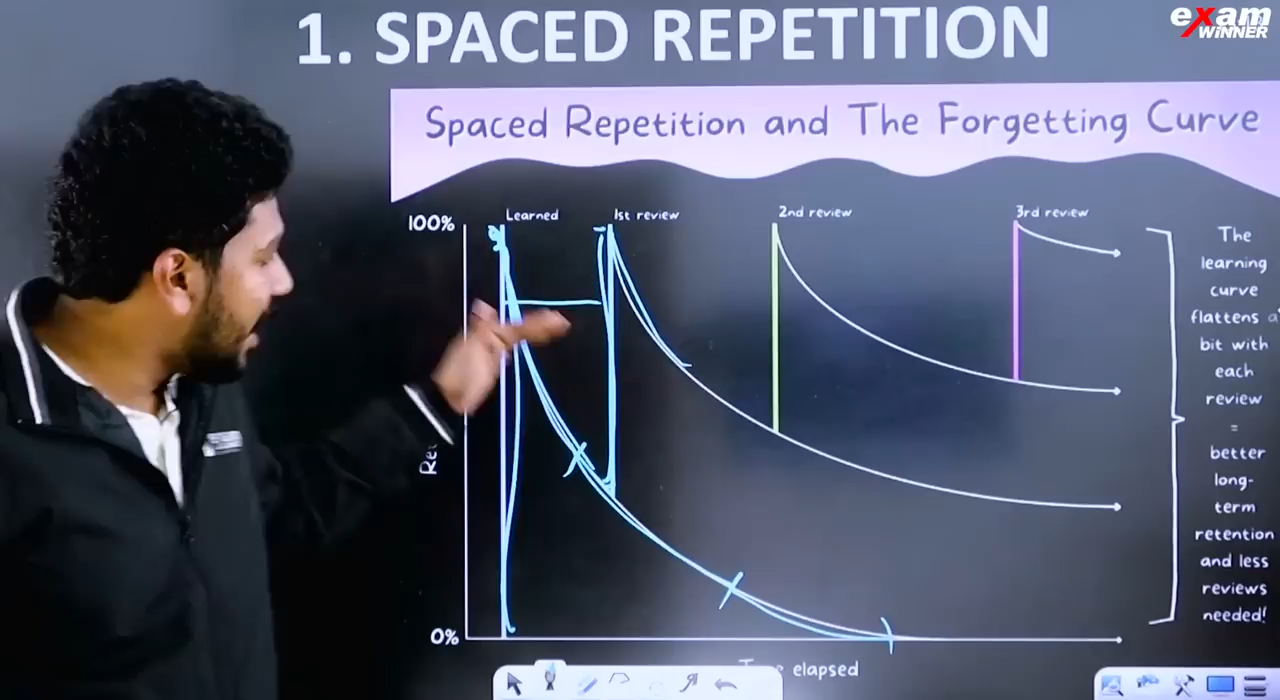 1. SPACED REPETITION
exam
WINNER
Spaced Repetition and The Forgetting Curve
100%
Learned
1st review
2nd review
3rd review
The
learning
curve
flattens a
bit with
each
review
=
better
long-
term
retention
and less
reviews
needed!
0%
elapsed